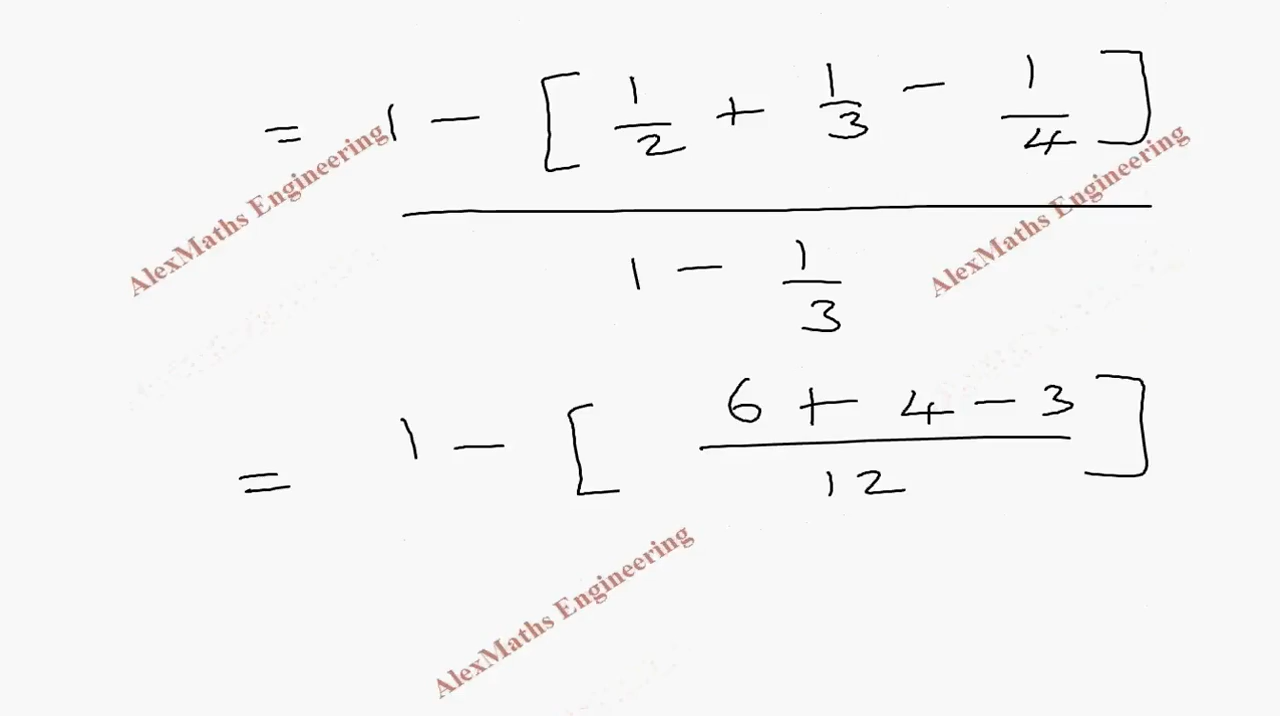 = 1 - [ 1/2 + 1/3 - 1/4 ]
1 - 1/3
= 1 - [ 6 + 4 - 3 / 12 ]
AlexMaths Engineering
AlexMaths Engineering
AlexMaths Engineering